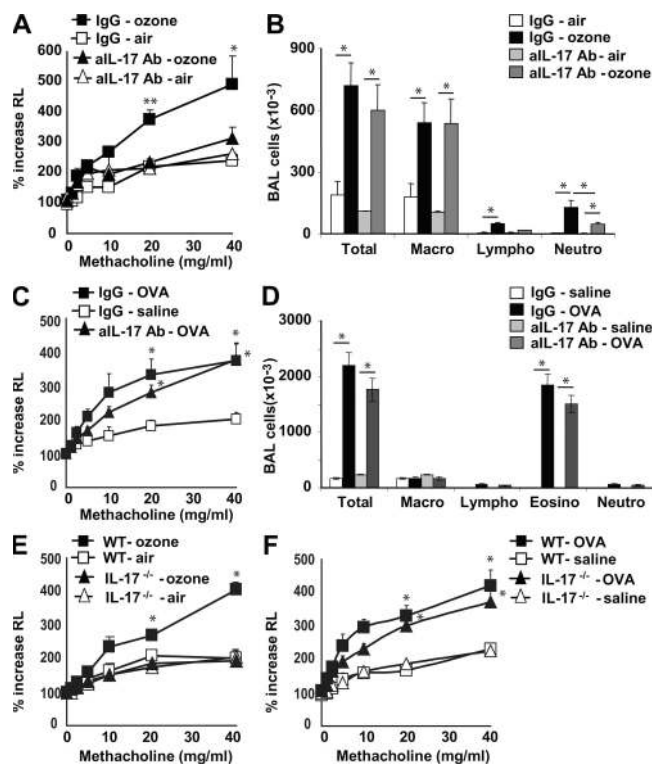 A
IgG - ozone
IgG - air
aIL-17 Ab - ozone
aIL-17 Ab - air
% increase RL
600
500
400
300
200
100
0
**
*
0 10 20 30 40
Methacholine (mg/ml)
B
IgG - air
IgG - ozone
aIL-17 Ab- air
aIL-17 Ab - ozone
BAL cells (x10-3)
900
600
300
0
* * * * * * * *
Total Macro Lympho Neutro
C
IgG - OVA
IgG - saline
aIL-17 Ab - OVA
% increase RL
500
400
300
200
100
0
* * * *
0 10 20 30 40
Methacholine (mg/ml)
D
IgG - saline
IgG - OVA
aIL-17 Ab - saline
aIL-17 Ab - OVA
BAL cells(x10-3)
3000
2000
1000
0
* * * *
Total Macro Lympho Eosino Neutro
E
WT- ozone
WT- air
IL-17 -/- - ozone
IL-17 -/- - air
% increase RL
500
400
300
200
100
0
* *
0 10 20 30 40
Methacholine (mg/ml)
F
WT- OVA
WT- saline
IL-17 -/- - OVA
IL-17 -/- - saline
% increase RL
500
400
300
200
100
0
* * * *
0 10 20 30 40
Methacholine (mg/ml)